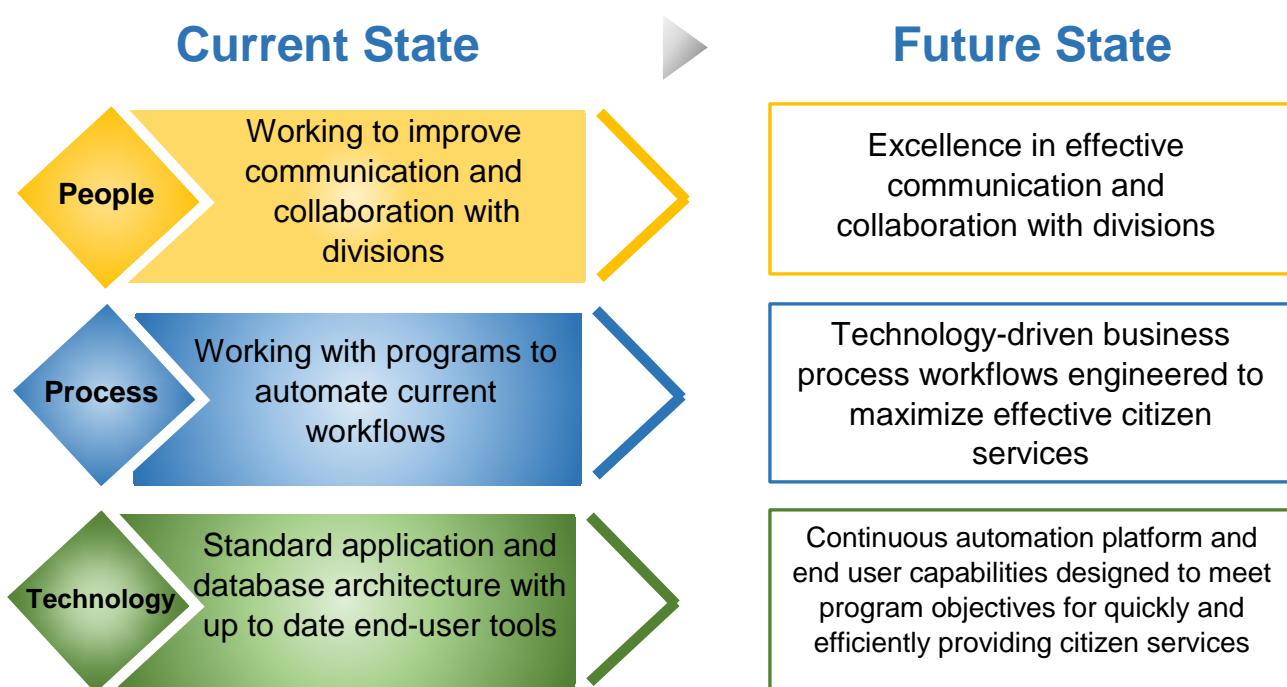 Current State
Future State
People
Working to improve
communication and
collaboration with
divisions
Excellence in effective
communication and
collaboration with divisions
Process
Working with programs to
automate current
workflows
Technology-driven business
process workflows engineered to
maximize effective citizen
services
Technology
Standard application and
database architecture with
up to date end-user tools
Continuous automation platform and
end user capabilities designed to meet
program objectives for quickly and
efficiently providing citizen services